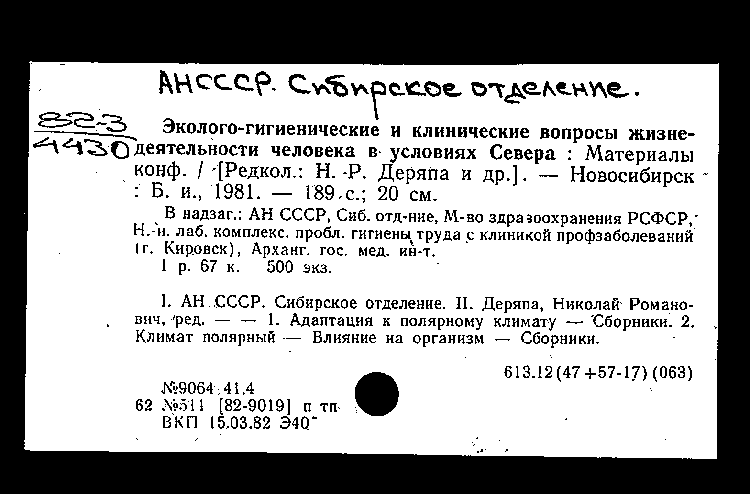 АН СССР. Сибирское отделение.
82-3
4430
Эколого-гигиенические и клинические вопросы жизне-
деятельности человека в условиях Севера : Материалы
конф. / [Редкол.: Н. Р. Деряпа и др.]. — Новосибирск
: Б. и., 1981. — 189 с.; 20 см.
В надзаг.: АН СССР, Сиб. отд-ние, М-во здравоохранения РСФСР,
Н.-и. лаб. комплекс. пробл. гигиены труда с клиникой профзаболеваний
(г. Кировск), Арханг. гос. мед. ин-т.
1 р. 67 к. 500 экз.
I. АН СССР. Сибирское отделение. II. Деряпа, Николай Романо-
вич, ред. — — 1. Адаптация к полярному климату — Сборники. 2.
Климат полярный — Влияние на организм — Сборники.
613.12(47+57-17)(063)
№9064 41.4
62 №511 [82-9019] п тп
ВКП 15.03.82 Э40